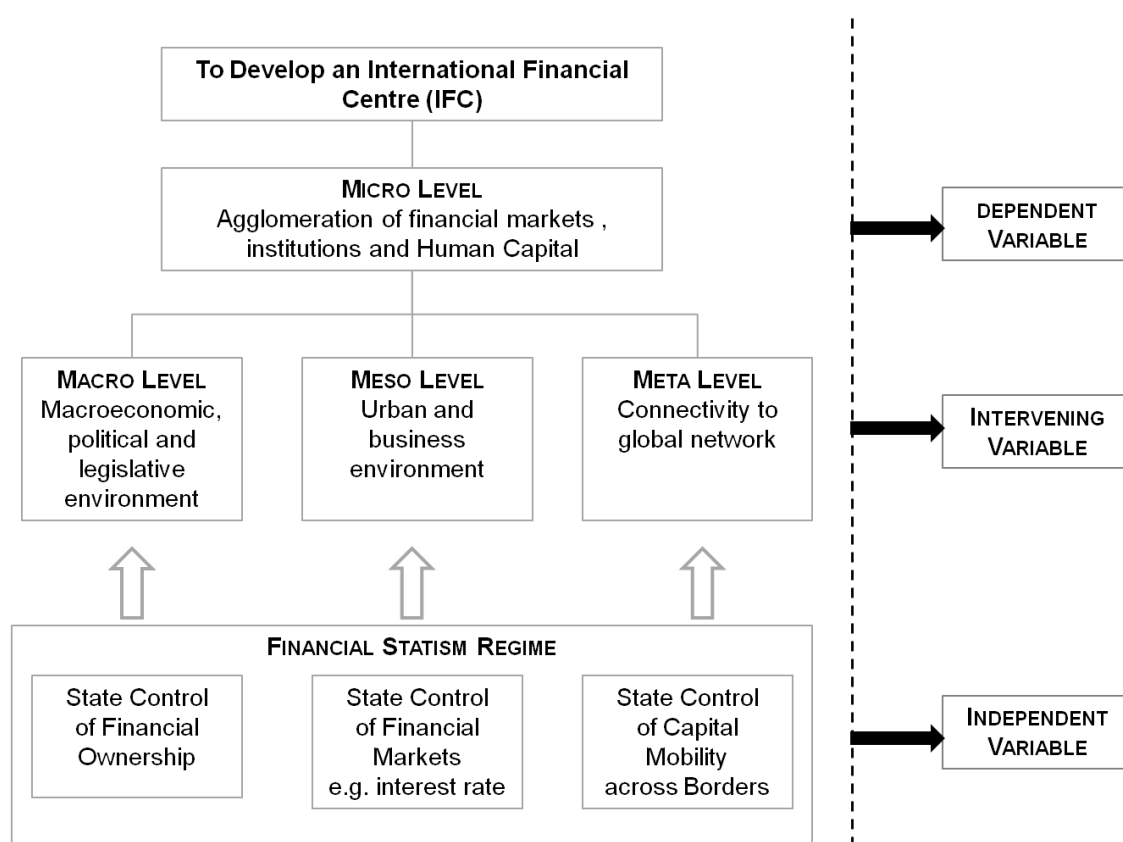 To Develop an International Financial
Centre (IFC)
MICRO LEVEL
Agglomeration of financial markets ,
institutions and Human Capital
DEPENDENT
VARIABLE
MACRO LEVEL
Macroeconomic,
political and
legislative
environment
MESO LEVEL
Urban and
business
environment
META LEVEL
Connectivity to
global network
INTERVENING
VARIABLE
FINANCIAL STATISM REGIME
State Control
of Financial
Ownership
State Control
of Financial
Markets
e.g. interest rate
State Control
of Capital
Mobility
across Borders
INDEPENDENT
VARIABLE